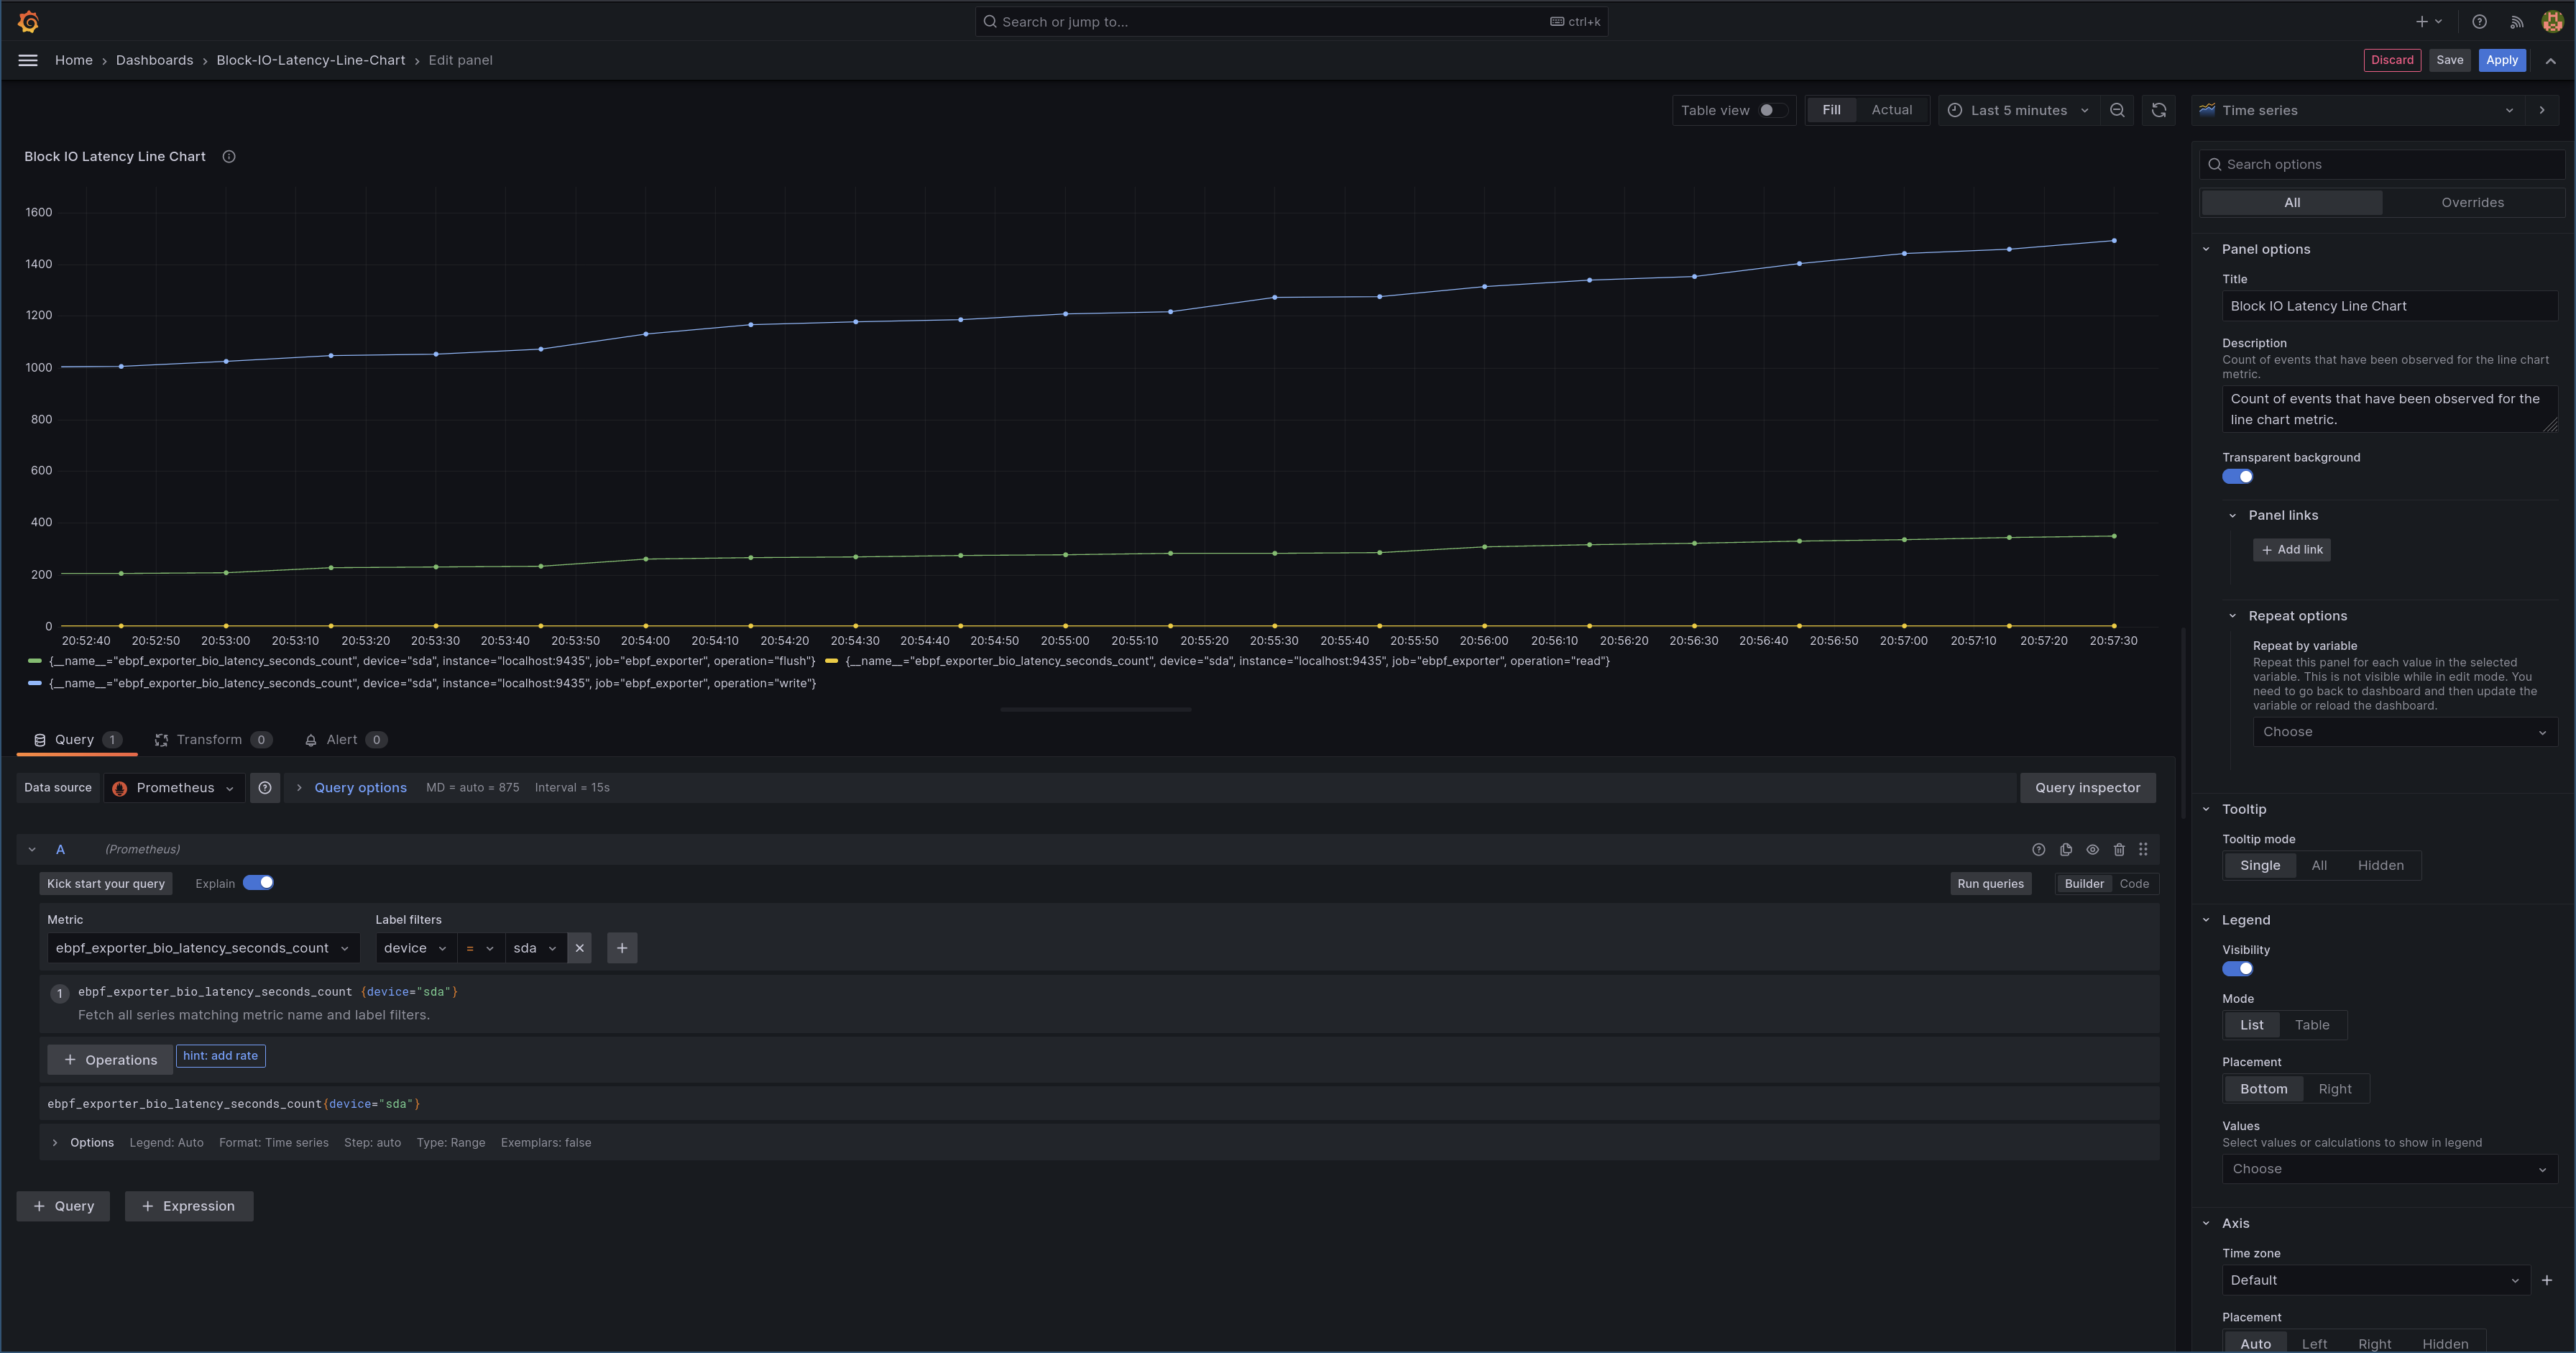 Search or jump to... ctrl+k
Home › Dashboards › Block-IO-Latency-Line-Chart › Edit panel
Discard Save Apply
Table view Fill Actual Last 5 minutes Time series
Block IO Latency Line Chart
1600
1400
1200
1000
800
600
400
200
0
20:52:40 20:52:50 20:53:00 20:53:10 20:53:20 20:53:30 20:53:40 20:53:50 20:54:00 20:54:10 20:54:20 20:54:30 20:54:40 20:54:50 20:55:00 20:55:10 20:55:20 20:55:30 20:55:40 20:55:50 20:56:00 20:56:10 20:56:20 20:56:30 20:56:40 20:56:50 20:57:00 20:57:10 20:57:20 20:57:30
{__name__="ebpf_exporter_bio_latency_seconds_count", device="sda", instance="localhost:9435", job="ebpf_exporter", operation="flush"} {__name__="ebpf_exporter_bio_latency_seconds_count", device="sda", instance="localhost:9435", job="ebpf_exporter", operation="read"}
{__name__="ebpf_exporter_bio_latency_seconds_count", device="sda", instance="localhost:9435", job="ebpf_exporter", operation="write"}
Query 1 Transform 0 Alert 0
Data source Prometheus Query options MD = auto = 875 Interval = 15s Query inspector
A (Prometheus)
Kick start your query Explain Run queries Builder Code
Metric Label filters
ebpf_exporter_bio_latency_seconds_count device = sda
1 ebpf_exporter_bio_latency_seconds_count {device="sda"}
Fetch all series matching metric name and label filters.
+ Operations hint: add rate
ebpf_exporter_bio_latency_seconds_count{device="sda"}
Options Legend: Auto Format: Time series Step: auto Type: Range Exemplars: false
+ Query + Expression
Search options
All Overrides
Panel options
Title
Block IO Latency Line Chart
Description
Count of events that have been observed for the line chart
metric.
Count of events that have been observed for the
line chart metric.
Transparent background
Panel links
+ Add link
Repeat options
Repeat by variable
Repeat this panel for each value in the selected
variable. This is not visible while in edit mode. You
need to go back to dashboard and then update the
variable or reload the dashboard.
Choose
Tooltip
Tooltip mode
Single All Hidden
Legend
Visibility
Mode
List Table
Placement
Bottom Right
Values
Select values or calculations to show in legend
Choose
Axis
Time zone
Default
Placement
Auto Left Right Hidden